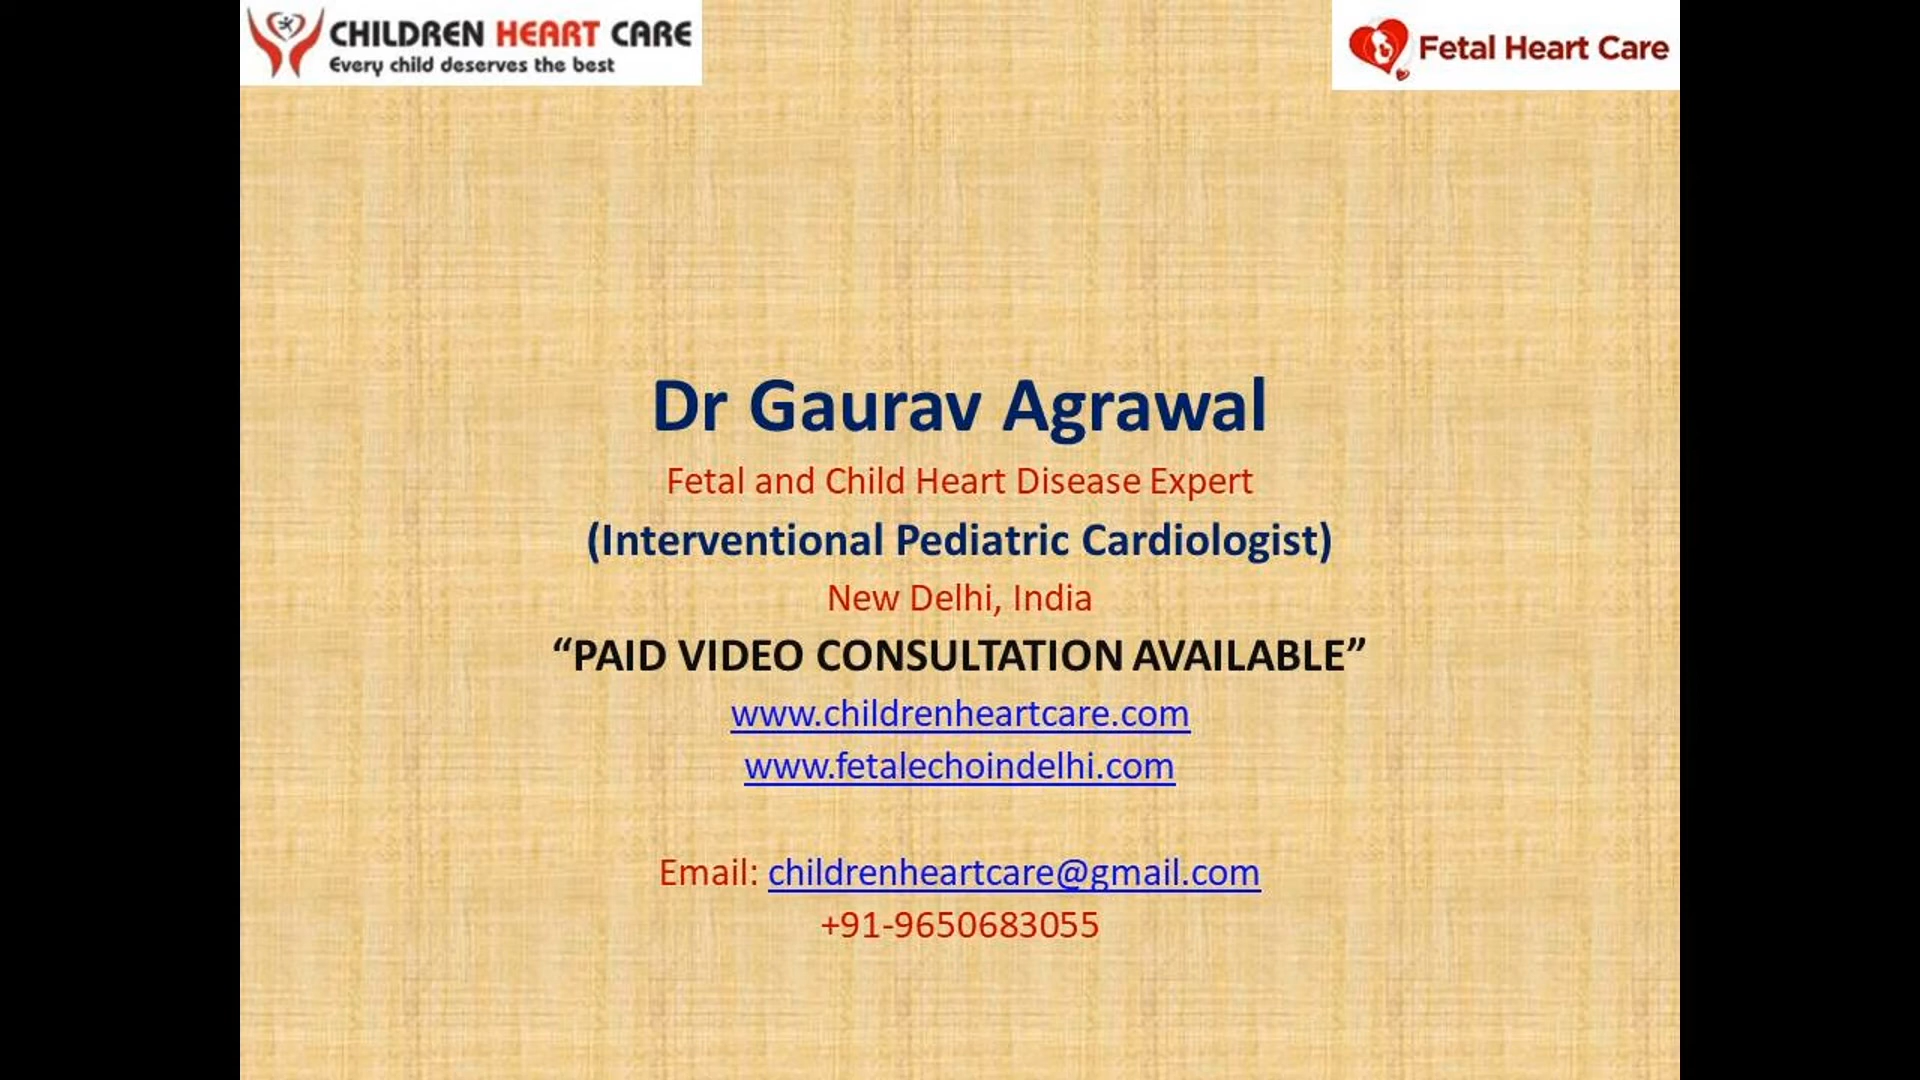 CHILDREN HEART CARE
Every child deserves the best
Fetal Heart Care
Dr Gaurav Agrawal
Fetal and Child Heart Disease Expert
(Interventional Pediatric Cardiologist)
New Delhi, India
“PAID VIDEO CONSULTATION AVAILABLE”
www.childrenheartcare.com
www.fetalechoindelhi.com
Email: childrenheartcare@gmail.com
+91-9650683055